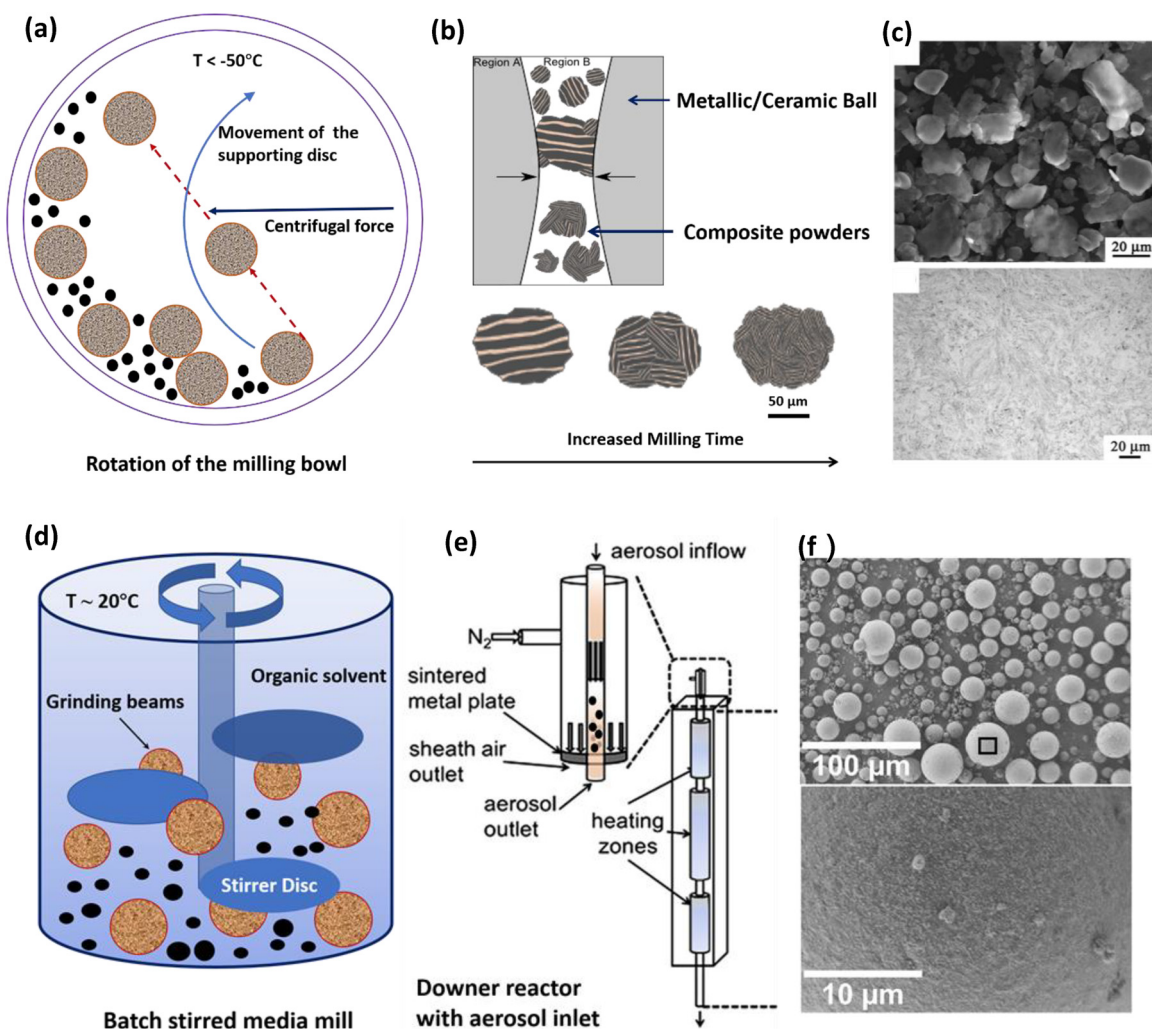 (a)
T < -50°C
Movement of the
supporting disc
Centrifugal force
Rotation of the milling bowl
(b)
Region A
Region B
Metallic/Ceramic Ball
Composite powders
50 µm
Increased Milling Time
(c)
20 µm
20 µm
(d)
T ~ 20°C
Organic solvent
Grinding beams
Stirrer Disc
Batch stirred media mill
(e)
aerosol inflow
N2
sintered
metal plate
sheath air
outlet
aerosol
outlet
heating
zones
Downer reactor
with aerosol inlet
(f )
100 µm
10 µm